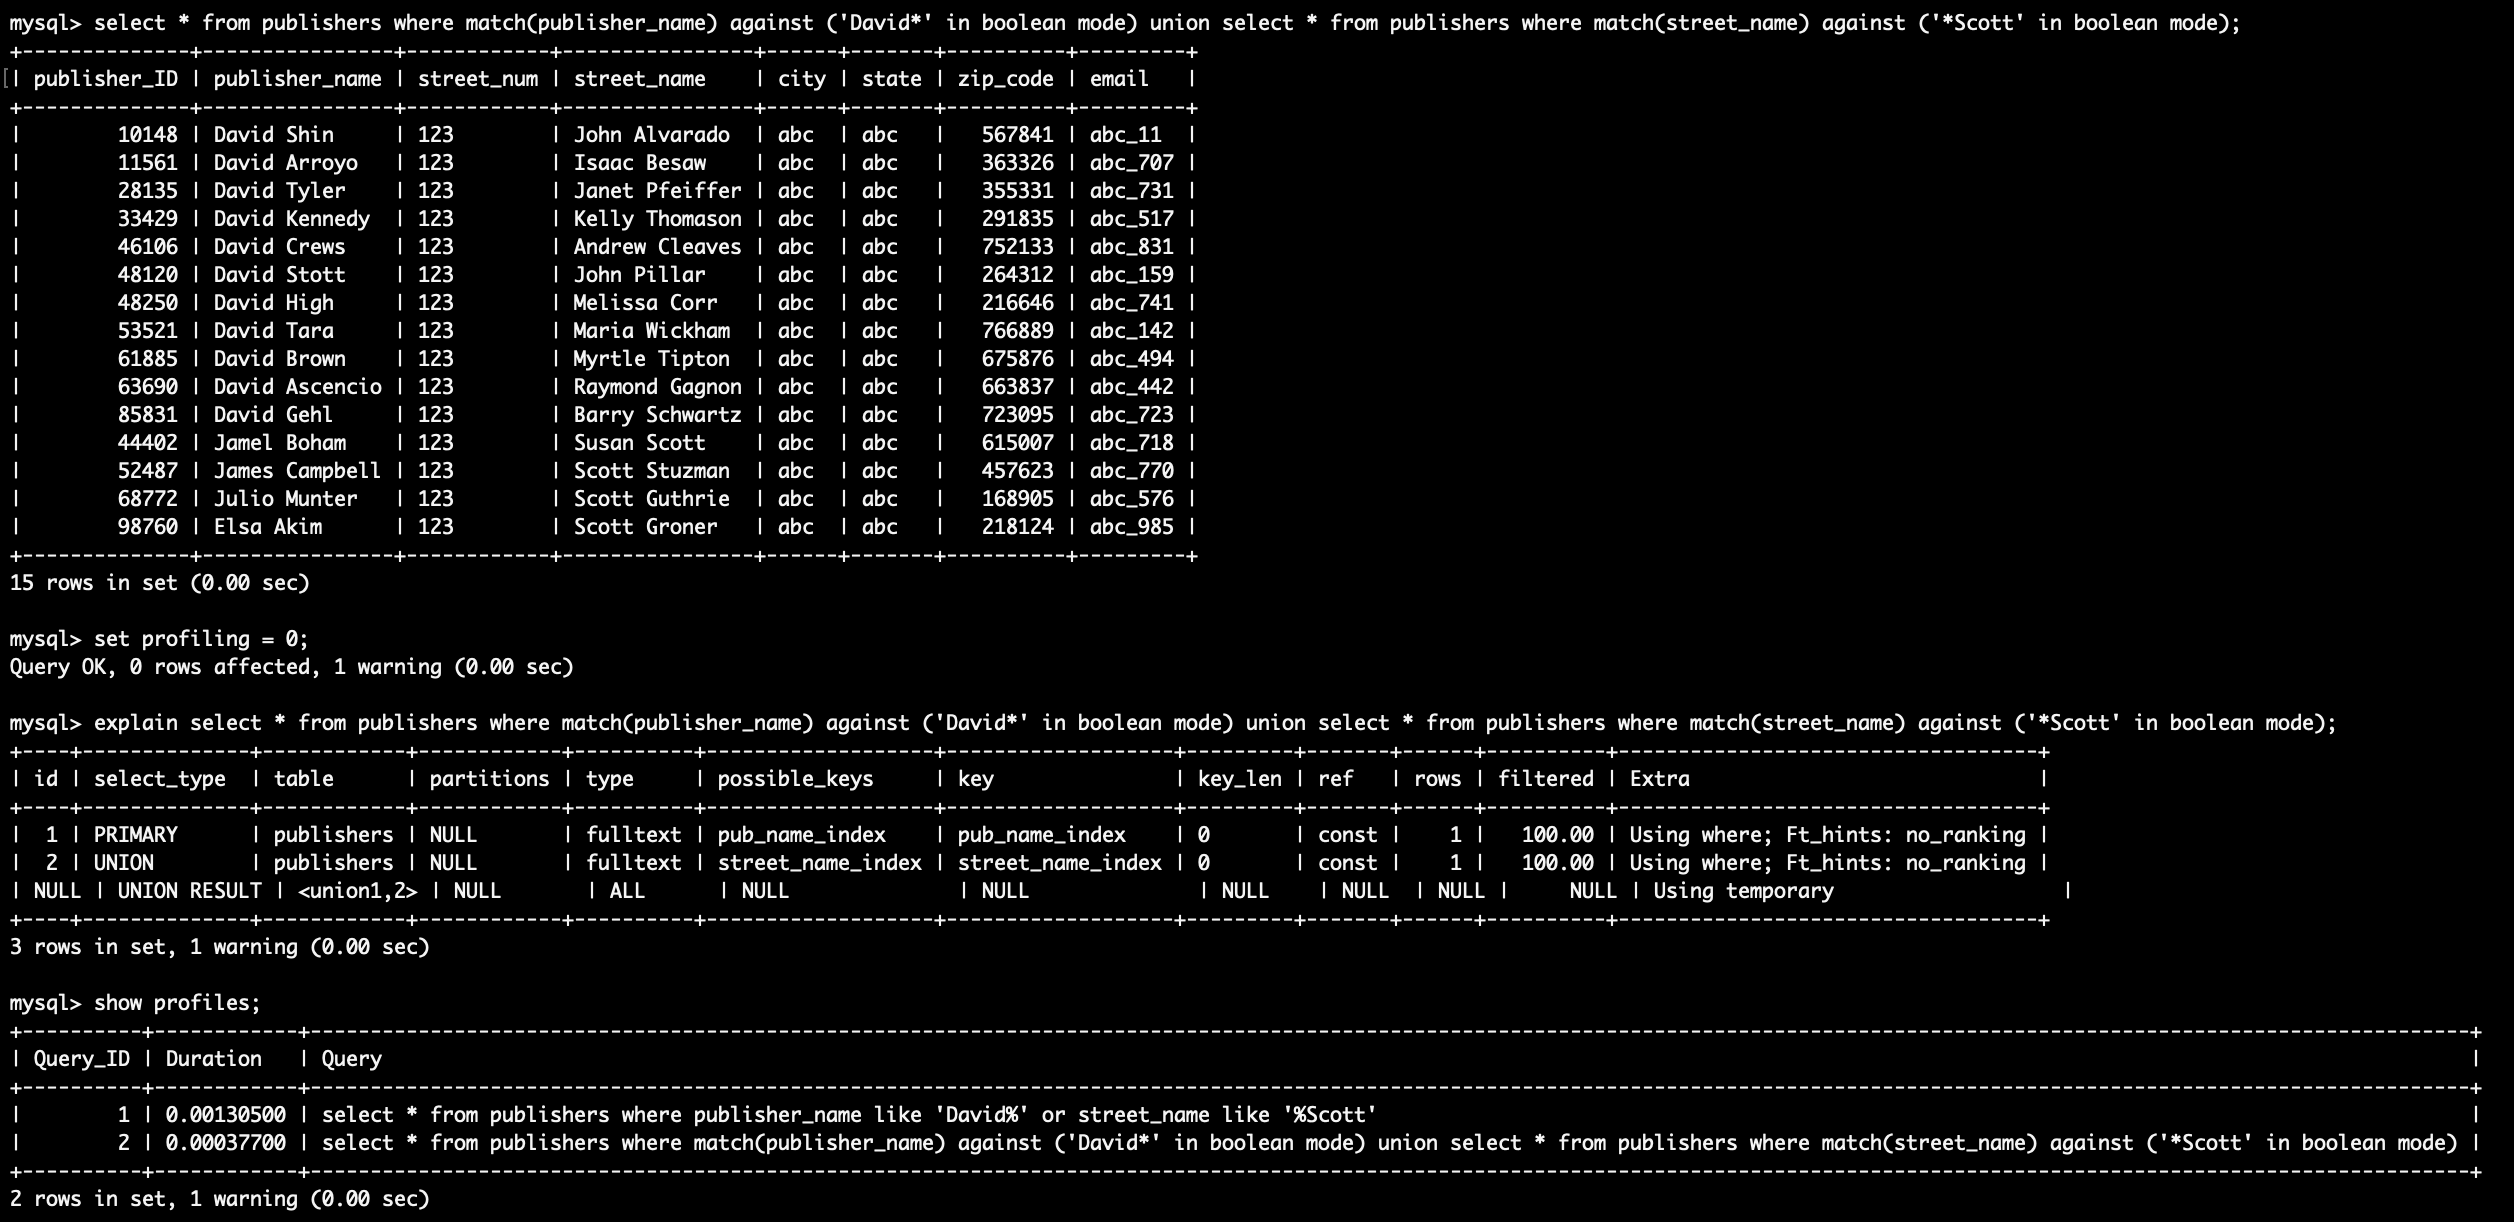 mysql> select * from publishers where match(publisher_name) against ('David*' in boolean mode) union select * from publishers where match(street_name) against ('*Scott' in boolean mode);
+--------------+----------------+------------+----------------+------+-------+----------+---------+
| publisher_ID | publisher_name | street_num | street_name    | city | state | zip_code | email   |
+--------------+----------------+------------+----------------+------+-------+----------+---------+
|        10148 | David Shin     | 123        | John Alvarado  | abc  | abc   |   567841 | abc_11  |
|        11561 | David Arroyo   | 123        | Isaac Besaw    | abc  | abc   |   363326 | abc_707 |
|        28135 | David Tyler    | 123        | Janet Pfeiffer | abc  | abc   |   355331 | abc_731 |
|        33429 | David Kennedy  | 123        | Kelly Thomason | abc  | abc   |   291835 | abc_517 |
|        46106 | David Crews    | 123        | Andrew Cleaves | abc  | abc   |   752133 | abc_831 |
|        48120 | David Stott    | 123        | John Pillar    | abc  | abc   |   264312 | abc_159 |
|        48250 | David High     | 123        | Melissa Corr   | abc  | abc   |   216646 | abc_741 |
|        53521 | David Tara     | 123        | Maria Wickham  | abc  | abc   |   766889 | abc_142 |
|        61885 | David Brown    | 123        | Myrtle Tipton  | abc  | abc   |   675876 | abc_494 |
|        63690 | David Ascencio | 123        | Raymond Gagnon | abc  | abc   |   663837 | abc_442 |
|        85831 | David Gehl     | 123        | Barry Schwartz | abc  | abc   |   723095 | abc_723 |
|        44402 | Jamel Boham    | 123        | Susan Scott    | abc  | abc   |   615007 | abc_718 |
|        52487 | James Campbell | 123        | Scott Stuzman  | abc  | abc   |   457623 | abc_770 |
|        68772 | Julio Munter   | 123        | Scott Guthrie  | abc  | abc   |   168905 | abc_576 |
|        98760 | Elsa Akim      | 123        | Scott Groner   | abc  | abc   |   218124 | abc_985 |
+--------------+----------------+------------+----------------+------+-------+----------+---------+
15 rows in set (0.00 sec)
mysql> set profiling = 0;
Query OK, 0 rows affected, 1 warning (0.00 sec)
mysql> explain select * from publishers where match(publisher_name) against ('David*' in boolean mode) union select * from publishers where match(street_name) against ('*Scott' in boolean mode);
+----+--------------+------------+------------+----------+-------------------+-------------------+---------+-------+------+----------+-----------------------------------+
| id | select_type  | table      | partitions | type     | possible_keys     | key               | key_len | ref   | rows | filtered | Extra                             |
+----+--------------+------------+------------+----------+-------------------+-------------------+---------+-------+------+----------+-----------------------------------+
|  1 | PRIMARY      | publishers | NULL       | fulltext | pub_name_index    | pub_name_index    | 0       | const |    1 |   100.00 | Using where; Ft_hints: no_ranking |
|  2 | UNION        | publishers | NULL       | fulltext | street_name_index | street_name_index | 0       | const |    1 |   100.00 | Using where; Ft_hints: no_ranking |
| NULL | UNION RESULT | <union1,2> | NULL       | ALL      | NULL              | NULL              | NULL    | NULL  | NULL |     NULL | Using temporary                   |
+----+--------------+------------+------------+----------+-------------------+-------------------+---------+-------+------+----------+-----------------------------------+
3 rows in set, 1 warning (0.00 sec)
mysql> show profiles;
| Query_ID | Duration   | Query |
|        1 | 0.00130500 | select * from publishers where publisher_name like 'David%' or street_name like '%Scott' |
|        2 | 0.00037700 | select * from publishers where match(publisher_name) against ('David*' in boolean mode) union select * from publishers where match(street_name) against ('*Scott' in boolean mode) |
2 rows in set, 1 warning (0.00 sec)